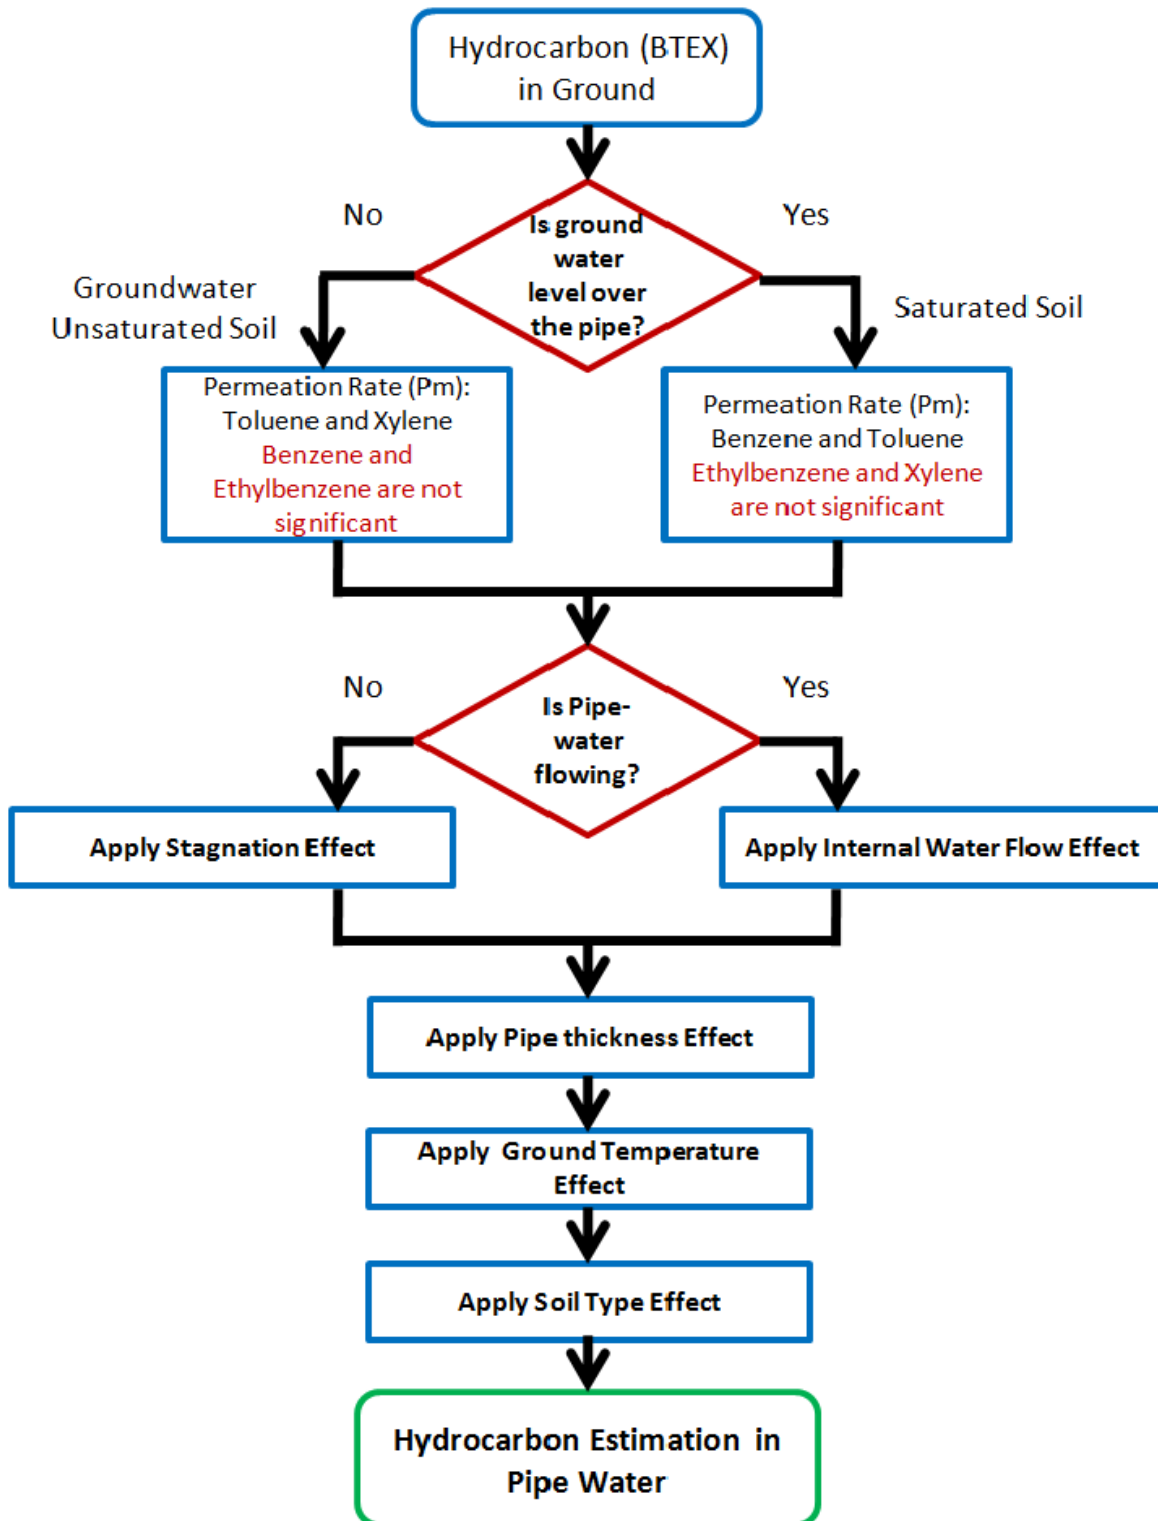 Hydrocarbon (BTEX)
in Ground
No
Yes
Is ground
water
level over
the pipe?
Groundwater
Unsaturated Soil
Saturated Soil
Permeation Rate (Pm):
Toluene and Xylene
Benzene and
Ethylbenzene are not
significant
Permeation Rate (Pm):
Benzene and Toluene
Ethylbenzene and Xylene
are not significant
No
Yes
Is Pipe-
water
flowing?
Apply Stagnation Effect
Apply Internal Water Flow Effect
Apply Pipe thickness Effect
Apply Ground Temperature
Effect
Apply Soil Type Effect
Hydrocarbon Estimation in
Pipe Water